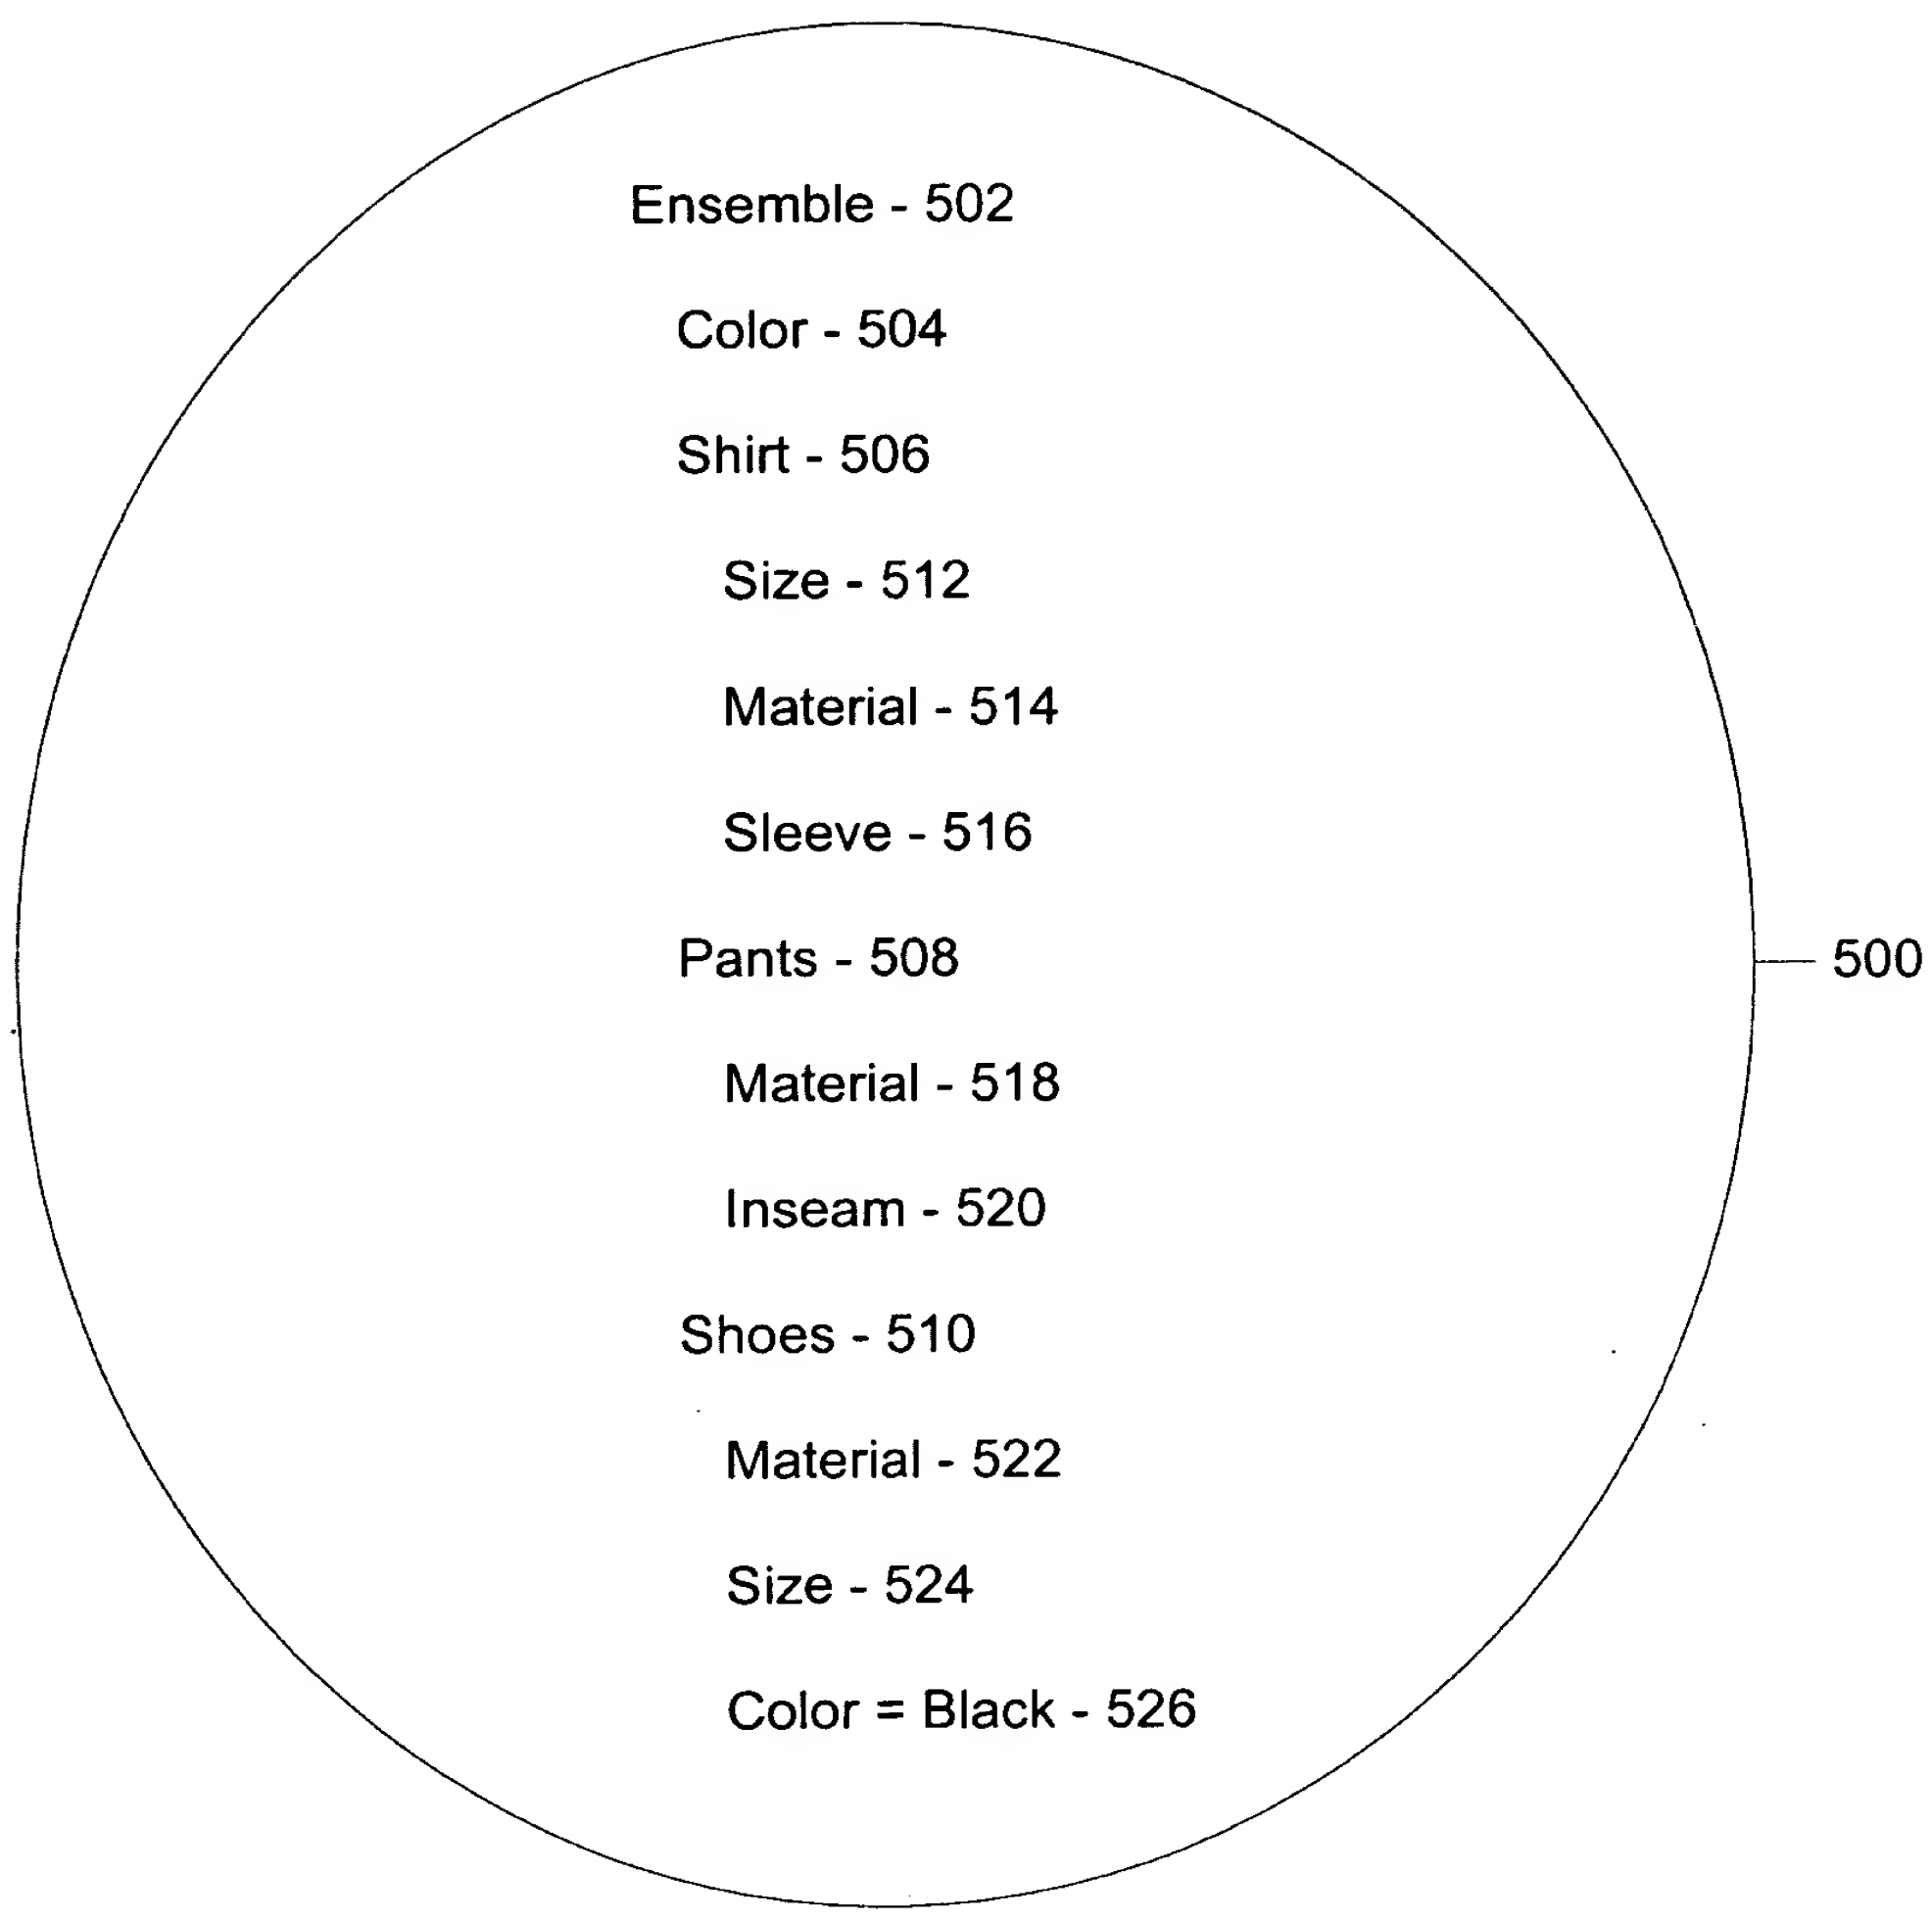 Ensemble - 502
Color - 504
Shirt - 506
Size - 512
Material - 514
Sleeve - 516
Pants - 508
500
Material - 518
Inseam - 520
Shoes - 510
Material - 522
Size - 524
Color = Black - 526